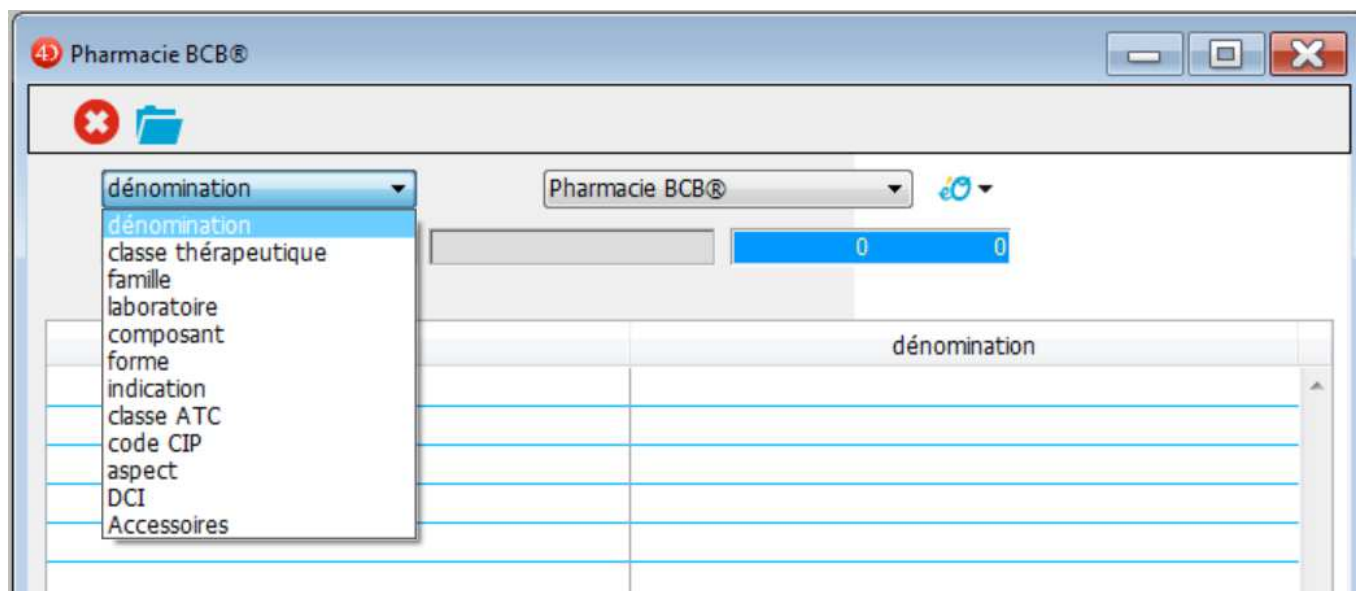 Pharmacie BCB®
dénomination
Pharmacie BCB®
dénomination
classe thérapeutique
famille
laboratoire
composant
forme
indication
classe ATC
code CIP
aspect
DCI
Accessoires
0 0
dénomination